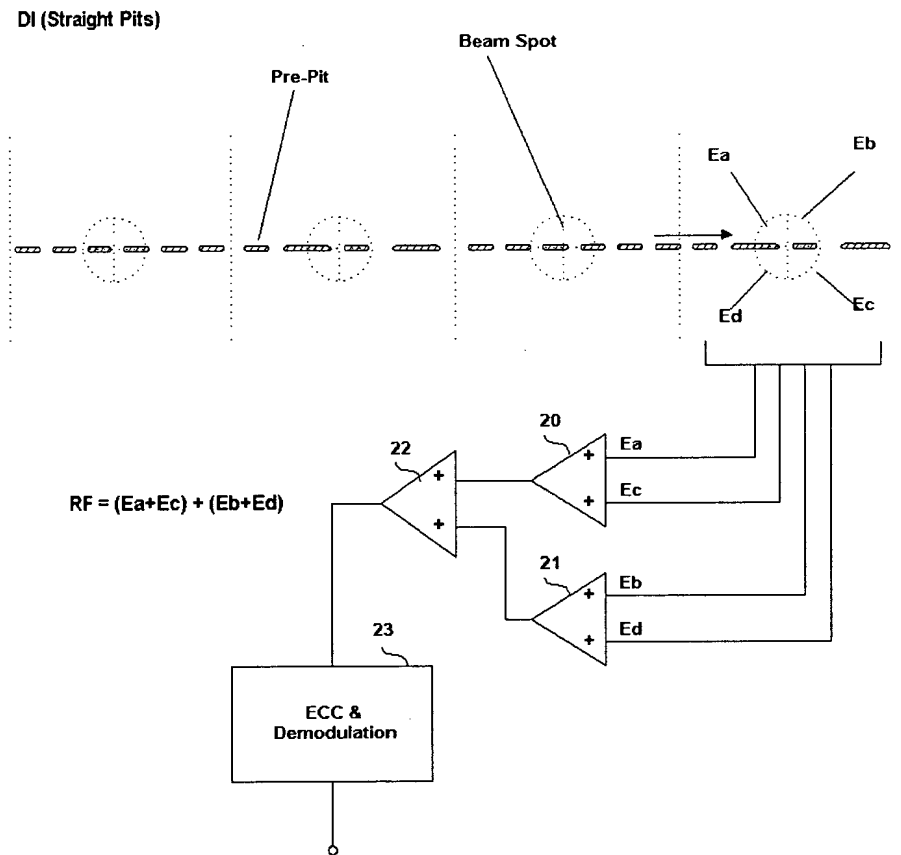 DI (Straight Pits)
Beam Spot
Pre-Pit
Ea
Eb
Ed
Ec
20
22
+
Ea
+
Ec
+
+
RF = (Ea+Ec) + (Eb+Ed)
21
+
Eb
+
Ed
23
ECC &
Demodulation